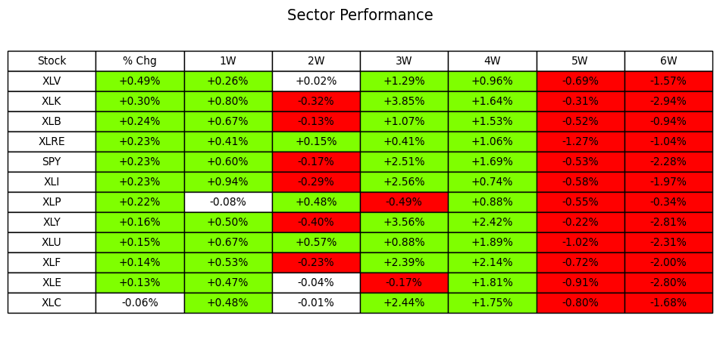 Sector Performance
Stock % Chg 1W 2W 3W 4W 5W 6W
XLV +0.49% +0.26% +0.02% +1.29% +0.96% -0.69% -1.57%
XLK +0.30% +0.80% -0.32% +3.85% +1.64% -0.31% -2.94%
XLB +0.24% +0.67% -0.13% +1.07% +1.53% -0.52% -0.94%
XLRE +0.23% +0.41% +0.15% +0.41% +1.06% -1.27% -1.04%
SPY +0.23% +0.60% -0.17% +2.51% +1.69% -0.53% -2.28%
XLI +0.23% +0.94% -0.29% +2.56% +0.74% -0.58% -1.97%
XLP +0.22% -0.08% +0.48% -0.49% +0.88% -0.55% -0.34%
XLY +0.16% +0.50% -0.40% +3.56% +2.42% -0.22% -2.81%
XLU +0.15% +0.67% +0.57% +0.88% +1.89% -1.02% -2.31%
XLF +0.14% +0.53% -0.23% +2.39% +2.14% -0.72% -2.00%
XLE +0.13% +0.47% -0.04% -0.17% +1.81% -0.91% -2.80%
XLC -0.06% +0.48% -0.01% +2.44% +1.75% -0.80% -1.68%